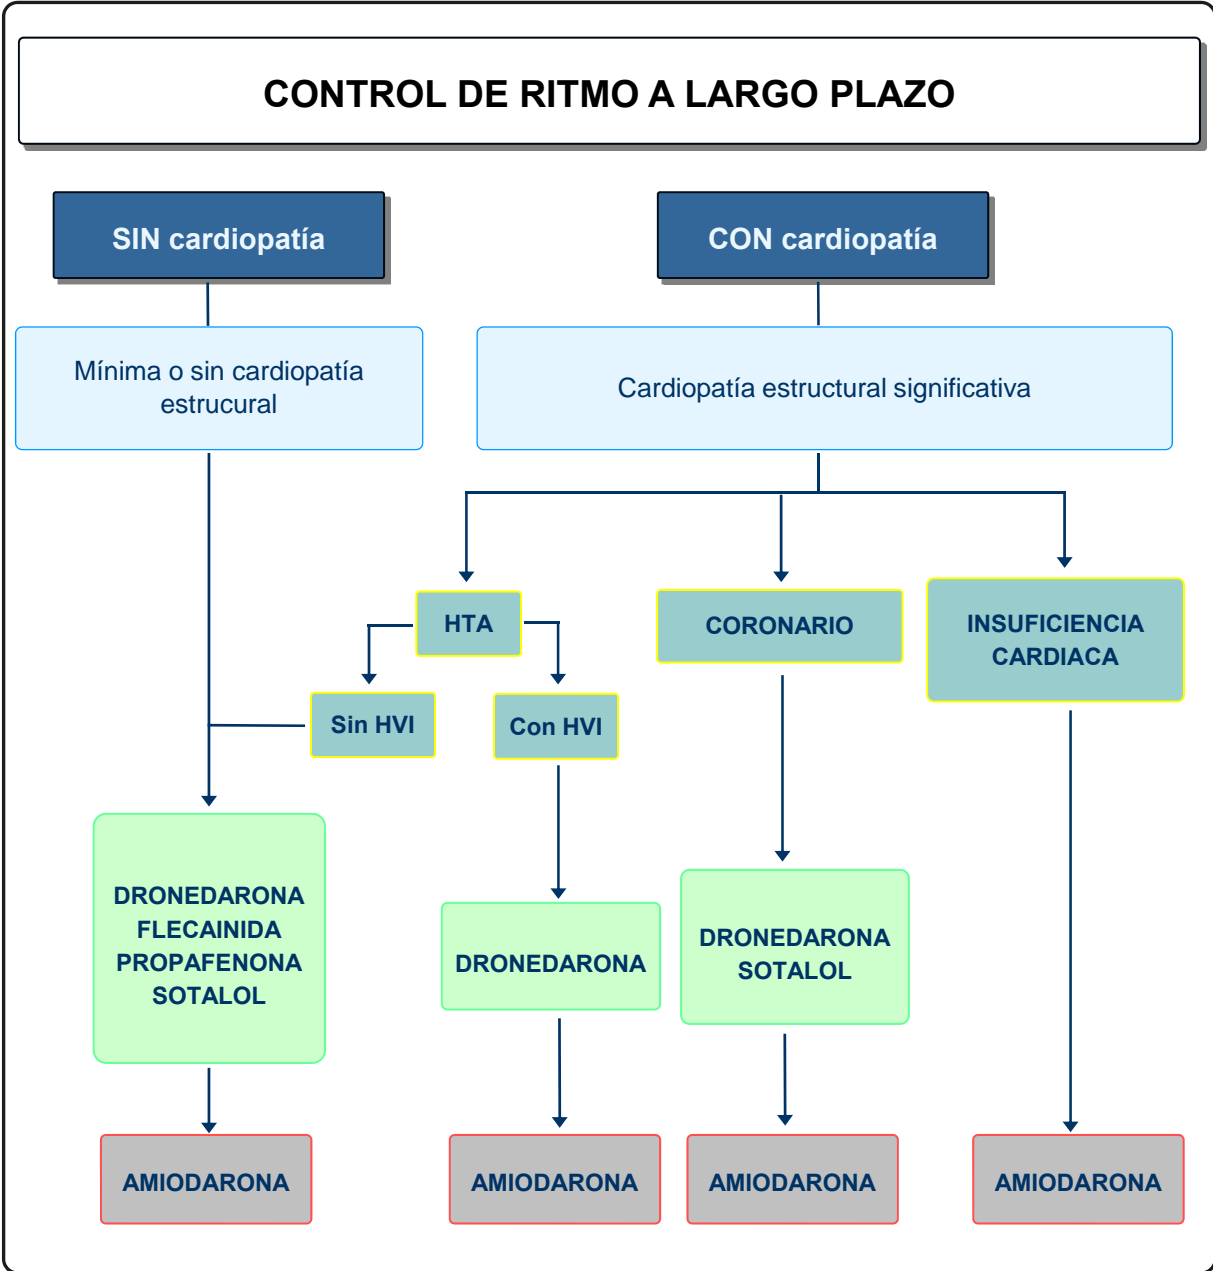 CONTROL DE RITMO A LARGO PLAZO
SIN cardiopatía
CON cardiopatía
Mínima o sin cardiopatía
estrucural
Cardiopatía estructural significativa
HTA
CORONARIO
INSUFICIENCIA
CARDIACA
Sin HVI
Con HVI
DRONEDARONA
FLECAINIDA
PROPAFENONA
SOTALOL
DRONEDARONA
DRONEDARONA
SOTALOL
AMIODARONA
AMIODARONA
AMIODARONA
AMIODARONA